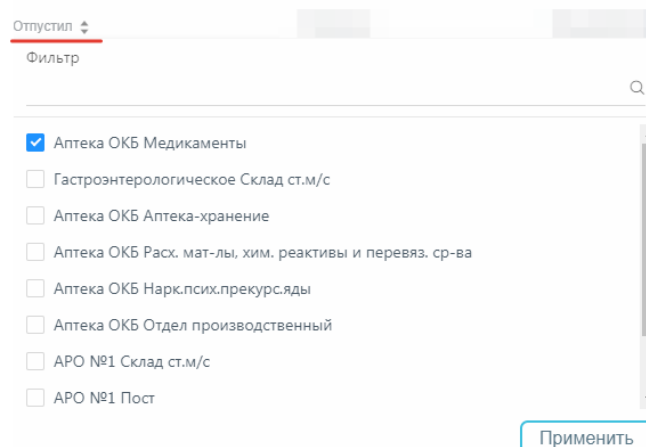 Отпустил
Фильтр
Аптека ОКБ Медикаменты
Гастроэнтерологическое Склад ст.м/с
Аптека ОКБ Аптека-хранение
Аптека ОКБ Расх. мат-лы, хим. реактивы и перевяз. ср-ва
Аптека ОКБ Нарк.псих.прекурс.яды
Аптека ОКБ Отдел производственный
АРО №1 Склад ст.м/с
АРО №1 Пост
Применить